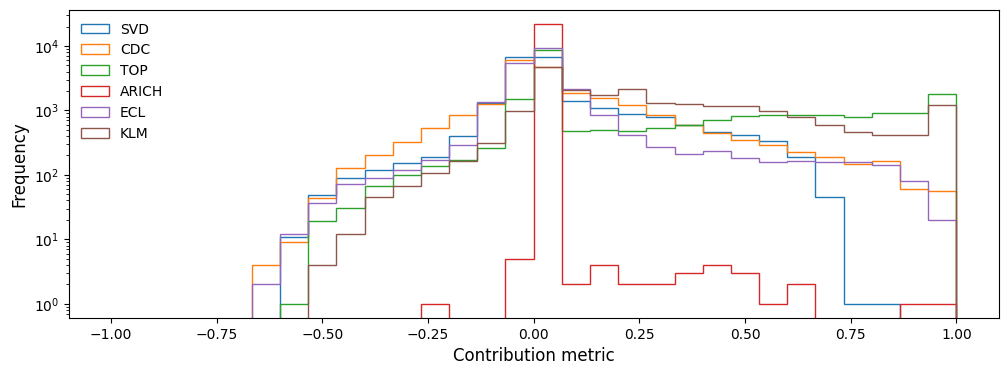 SVD
CDC
TOP
ARICH
ECL
KLM
Frequency
10⁴
10³
10²
10¹
10⁰
−1.00 −0.75 −0.50 −0.25 0.00 0.25 0.50 0.75 1.00
Contribution metric